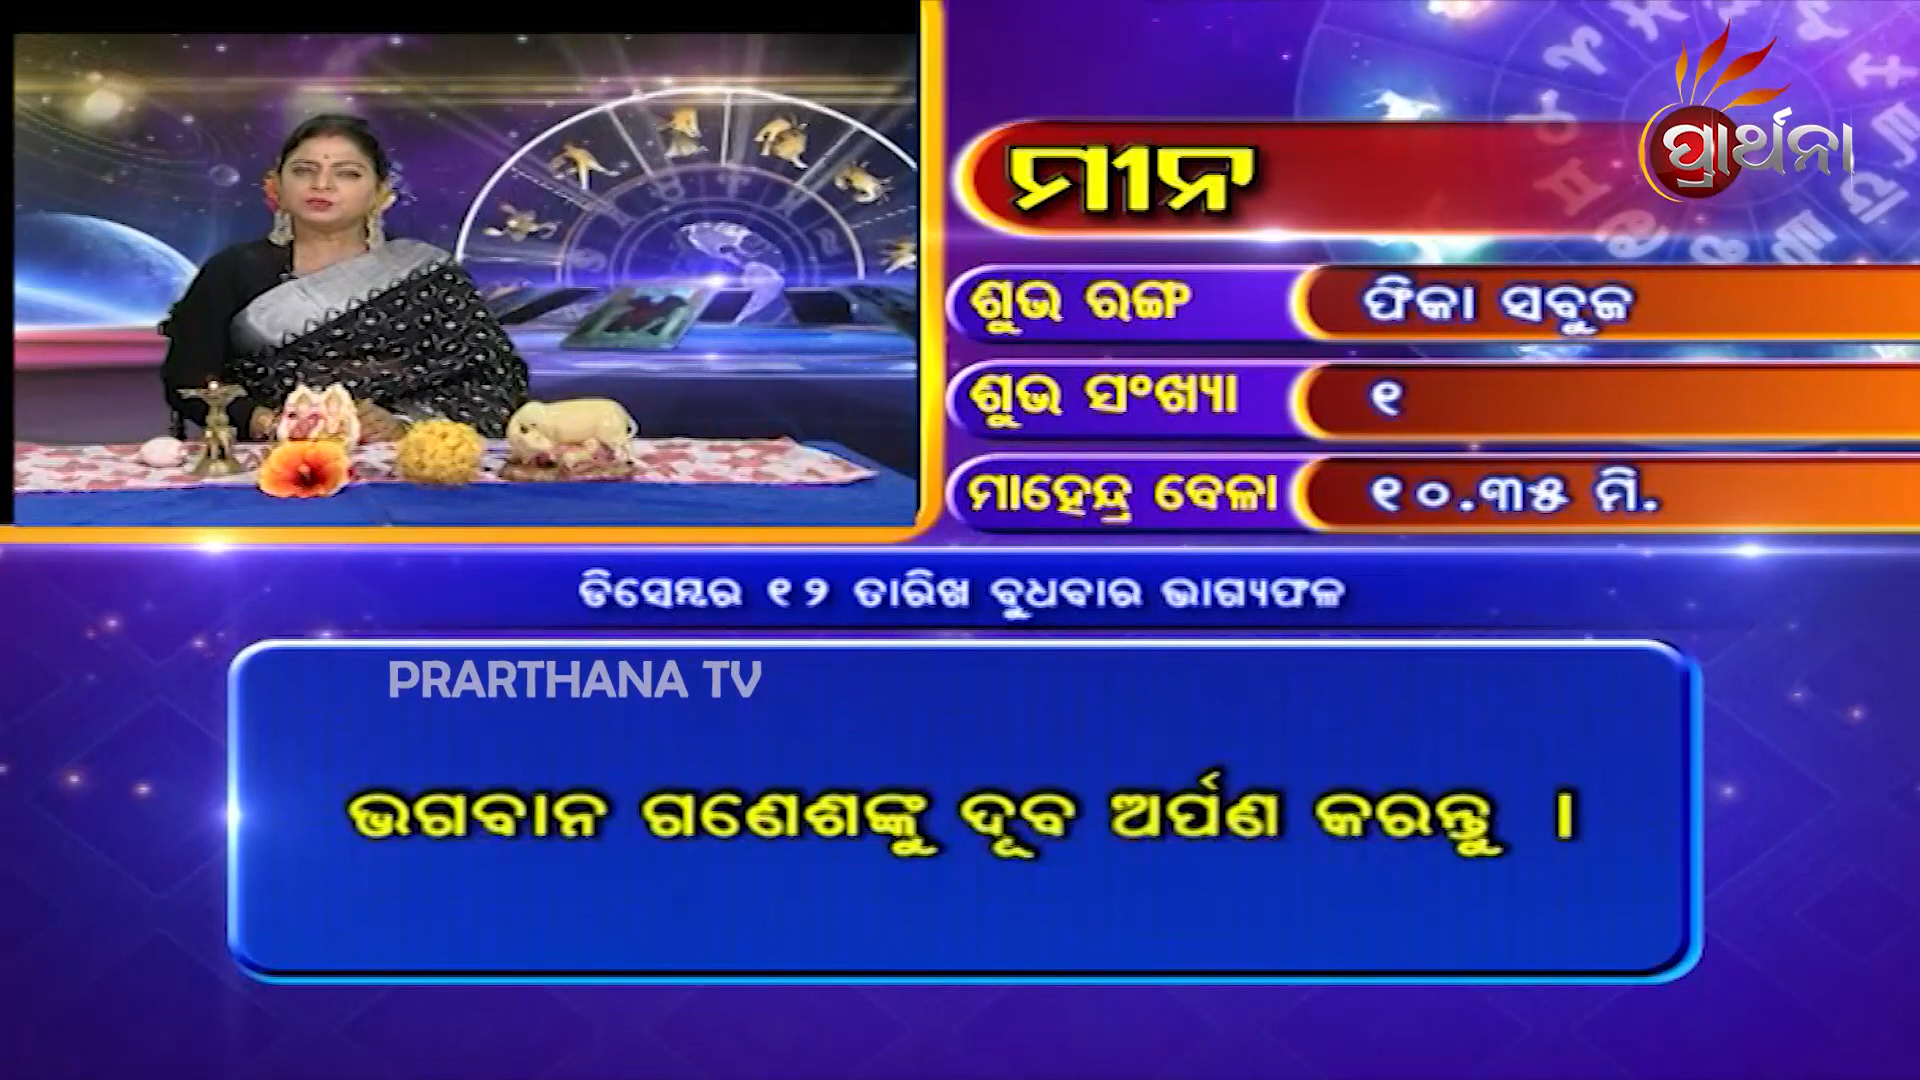 ମୀନ
ପ୍ରାର୍ଥନା
ଶୁଭ ରଙ୍ଗ ଫିକା ସବୁଜ
ଶୁଭ ସଂଖ୍ୟା ୧
ମାହେନ୍ଦ୍ର ବେଳା ୧୦.୩୫ ମି.
ଡିସେମ୍ବର ୧୨ ତାରିଖ ବୁଧବାର ଭାଗ୍ୟଫଳ
PRARTHANA TV
ଭଗବାନ ଗଣେଶଙ୍କୁ ଦୂବ ଅର୍ପଣ କରନ୍ତୁ ।